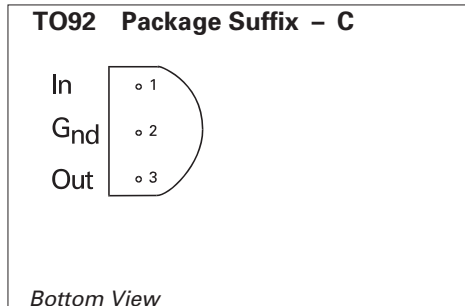 TO92 Package Suffix – C
In 1
Gnd 2
Out 3
Bottom View